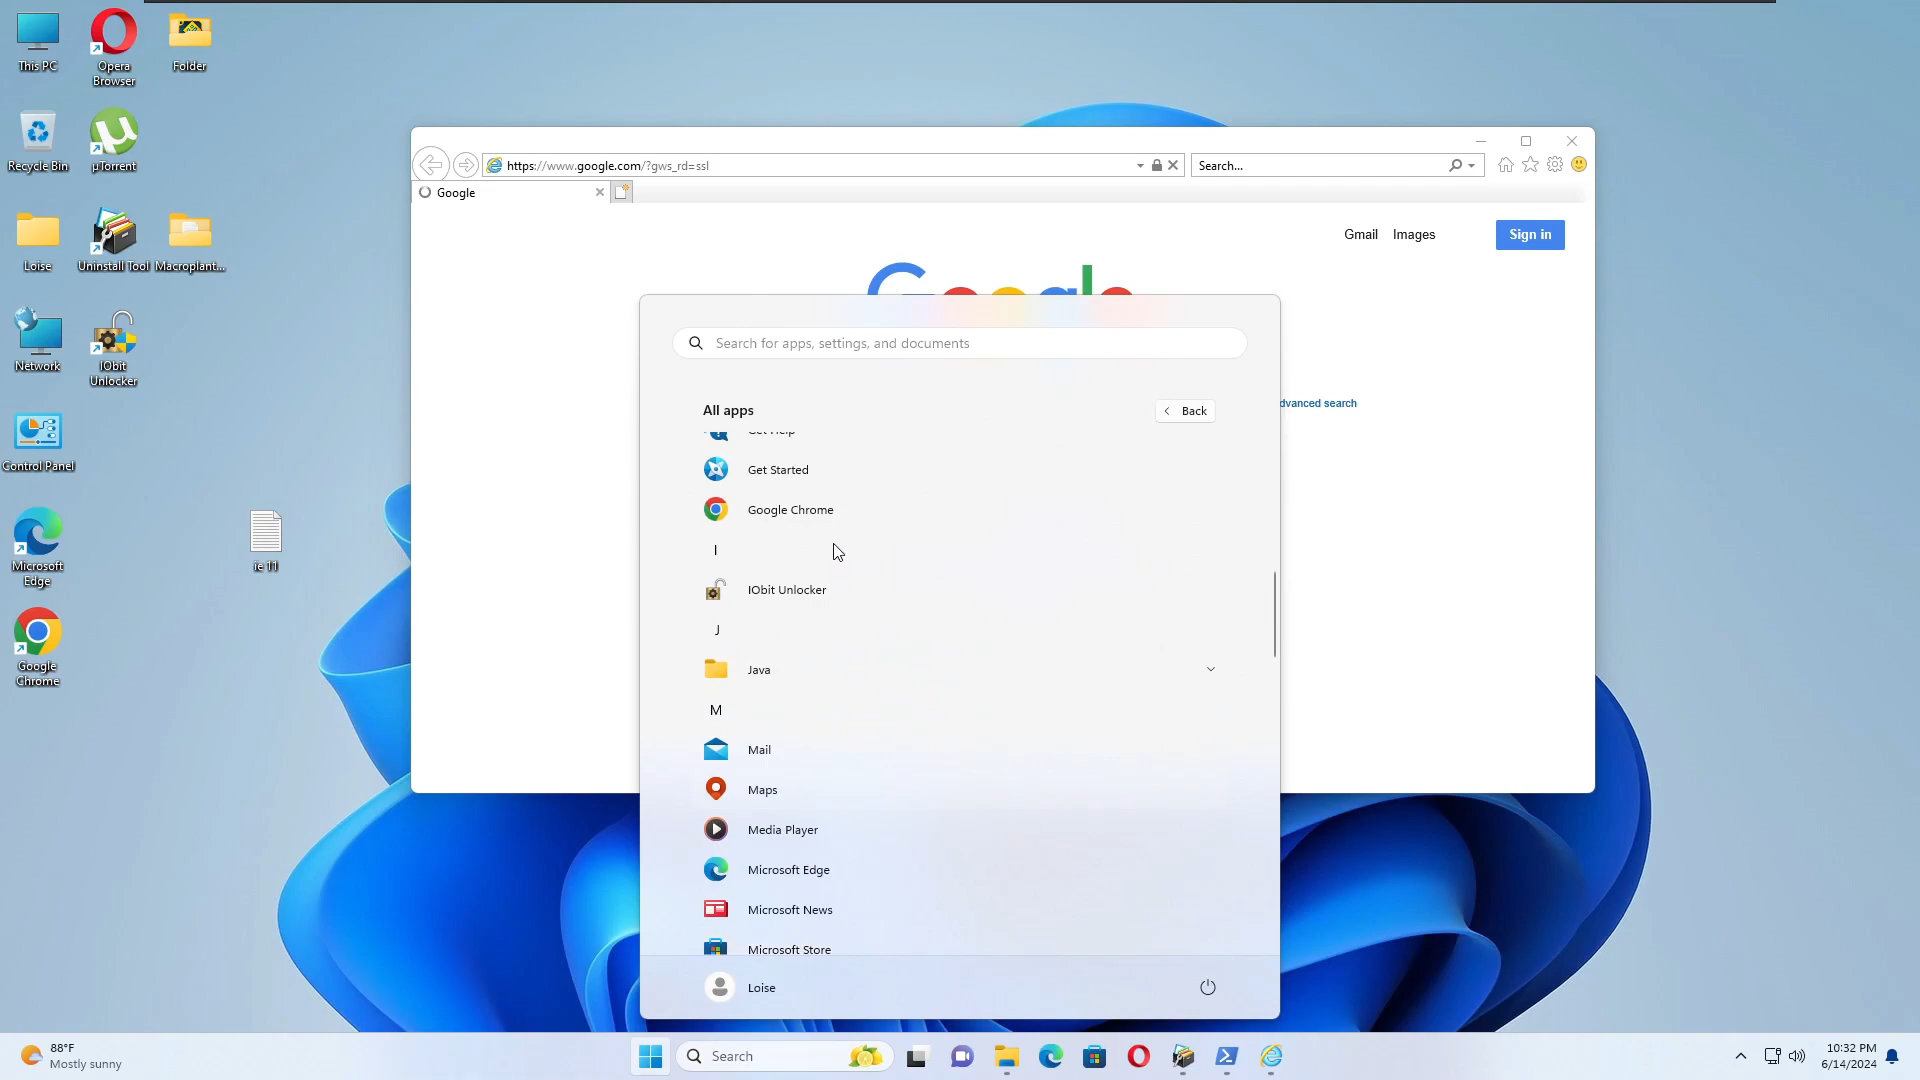 This PC
Opera
Browser
Folder
Recycle Bin
µTorrent
Loise
Uninstall Tool
Macroplant...
Network
IObit
Unlocker
Control Panel
Microsoft
Edge
ie 11
Google
Chrome
https://www.google.com/?gws_rd=ssl
Search...
Google
Gmail
Images
Sign in
Google
dvanced search
Search for apps, settings, and documents
All apps
Back
Get Help
Get Started
Google Chrome
I
IObit Unlocker
J
Java
M
Mail
Maps
Media Player
Microsoft Edge
Microsoft News
Microsoft Store
Loise
88°F
Mostly sunny
Search
10:32 PM
6/14/2024